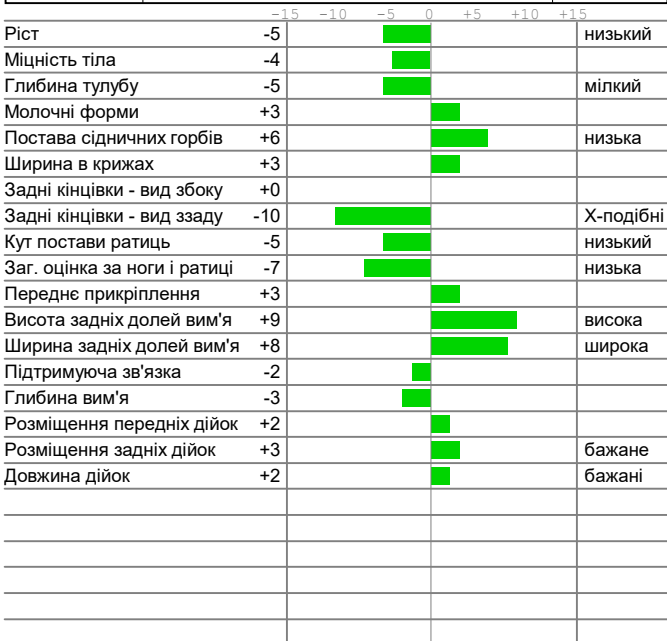 -15 -10 -5 0 +5 +10 +15
Ріст -5 низький
Міцність тіла -4
Глибина тулубу -5 мілкий
Молочні форми +3
Постава сідничних горбів +6 низька
Ширина в крижах +3
Задні кінцівки - вид збоку +0
Задні кінцівки - вид ззаду -10 Х-подібні
Кут постави ратиць -5 низький
Заг. оцінка за ноги і ратиці -7 низька
Переднє прикріплення +3
Висота задніх долей вим'я +9 висока
Ширина задніх долей вим'я +8 широка
Підтримуюча зв'язка -2
Глибина вим'я -3
Розміщення передніх дійок +2
Розміщення задніх дійок +3 бажане
Довжина дійок +2 бажані